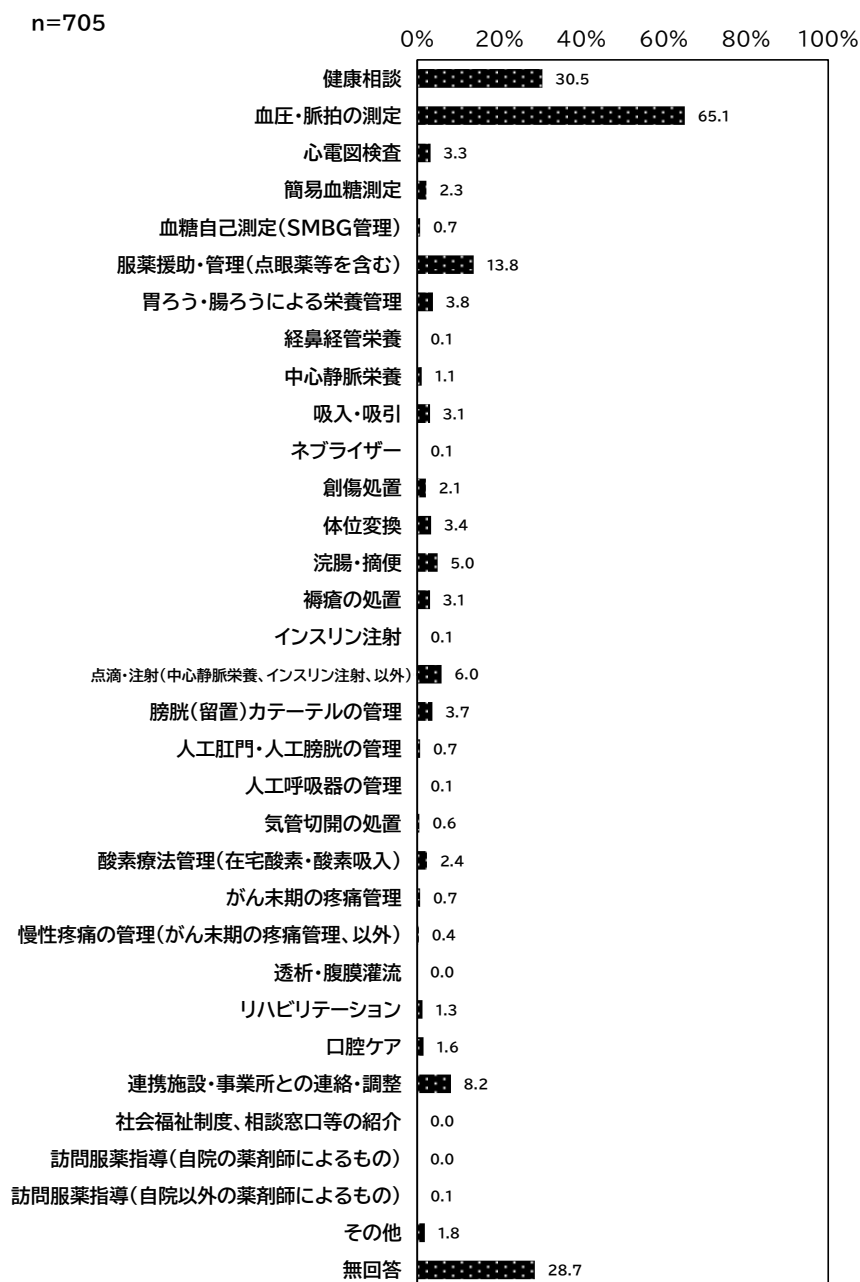 n=705
0% 20% 40% 60% 80% 100%
健康相談 30.5
血圧・脈拍の測定 65.1
心電図検査 3.3
簡易血糖測定 2.3
血糖自己測定(SMBG管理) 0.7
服薬援助・管理(点眼薬等を含む) 13.8
胃ろう・腸ろうによる栄養管理 3.8
経鼻経管栄養 0.1
中心静脈栄養 1.1
吸入・吸引 3.1
ネブライザー 0.1
創傷処置 2.1
体位変換 3.4
浣腸・摘便 5.0
褥瘡の処置 3.1
インスリン注射 0.1
点滴・注射(中心静脈栄養、インスリン注射、以外) 6.0
膀胱(留置)カテーテルの管理 3.7
人工肛門・人工膀胱の管理 0.7
人工呼吸器の管理 0.1
気管切開の処置 0.6
酸素療法管理(在宅酸素・酸素吸入) 2.4
がん末期の疼痛管理 0.7
慢性疼痛の管理(がん末期の疼痛管理、以外) 0.4
透析・腹膜灌流 0.0
リハビリテーション 1.3
口腔ケア 1.6
連携施設・事業所との連絡・調整 8.2
社会福祉制度、相談窓口等の紹介 0.0
訪問服薬指導(自院の薬剤師によるもの) 0.0
訪問服薬指導(自院以外の薬剤師によるもの) 0.1
その他 1.8
無回答 28.7